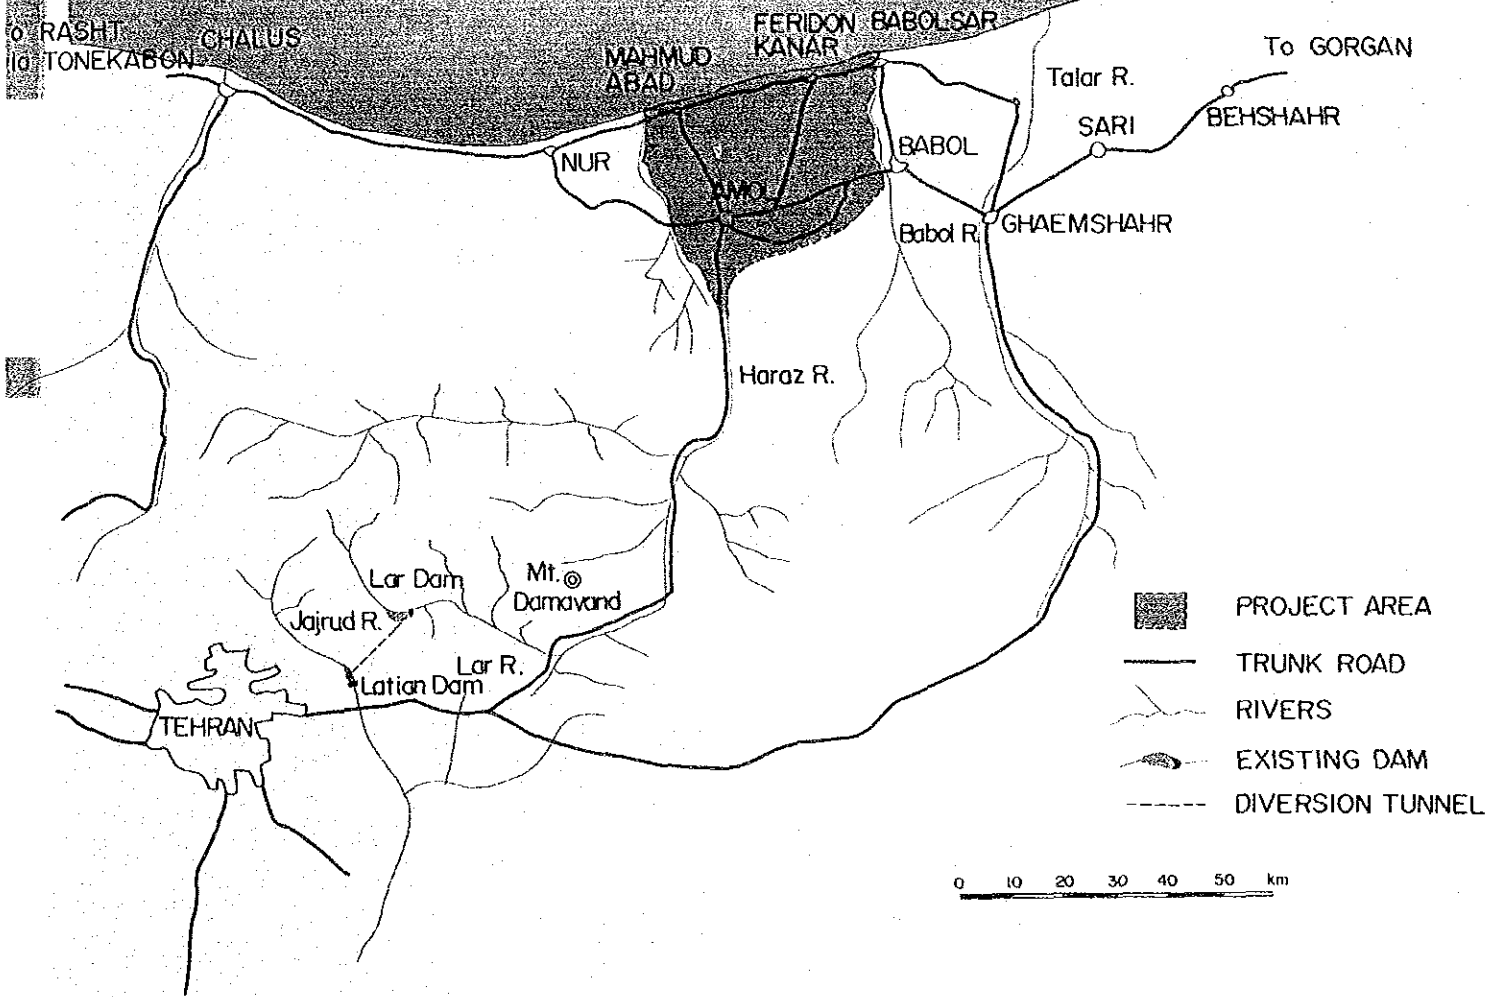 o RASHT
to TONEKABON
CHALUS
MAHMUD
ABAD
FERIDON
KANAR
BABOLSAR
To GORGAN
Talar R.
BEHSHAHR
SARI
BABOL
NUR
AMOL
Babol R.
GHAEMSHAHR
Haraz R.
Lar Dam
Mt.
Damavand
Jajrud R.
Lar R.
Latian Dam
TEHRAN
PROJECT AREA
TRUNK ROAD
RIVERS
EXISTING DAM
DIVERSION TUNNEL
0 10 20 30 40 50 km